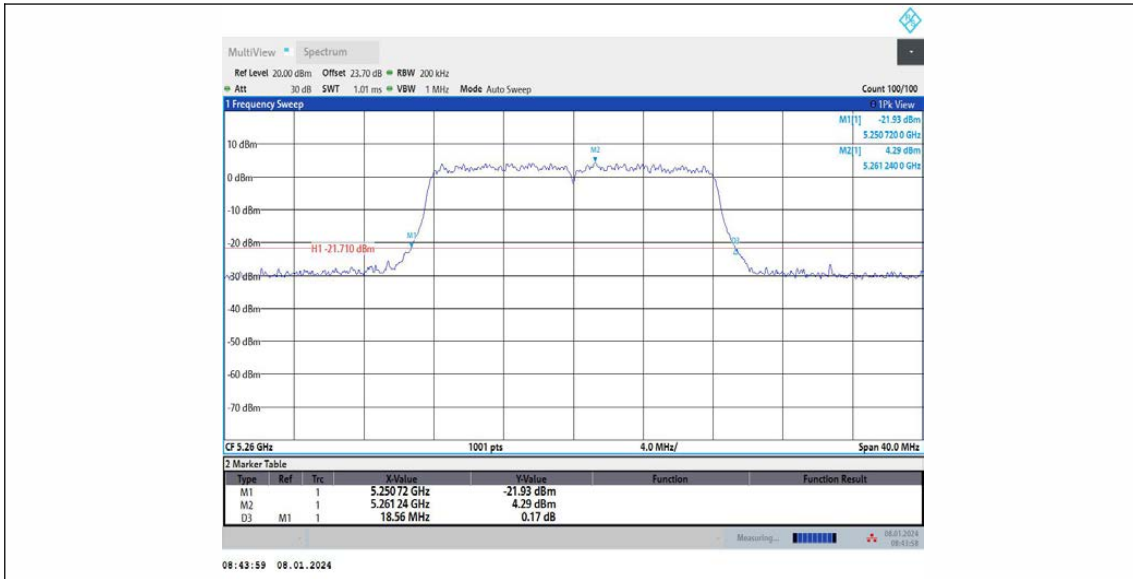 MultiView Spectrum
Ref Level 20.00 dBm Offset 23.70 dB RBW 200 kHz
Att 30 dB SWT 1.01 ms VBW 1 MHz Mode Auto Sweep Count 100/100
1 Frequency Sweep 1Pk View
M1[1] -21.93 dBm
5.250 720 0 GHz
M2[1] 4.29 dBm
5.261 240 0 GHz
10 dBm
M2
0 dBm
-10 dBm
M1
-20 dBm
D3
H1 -21.710 dBm
-30 dBm
-40 dBm
-50 dBm
-60 dBm
-70 dBm
CF 5.26 GHz 1001 pts 4.0 MHz/ Span 40.0 MHz
2 Marker Table
Type Ref Trc X-Value Y-Value Function Function Result
M1 1 5.250 72 GHz -21.93 dBm
M2 1 5.261 24 GHz 4.29 dBm
D3 M1 1 18.56 MHz 0.17 dB
Measuring... 08.01.2024
08:43:58
08:43:59 08.01.2024